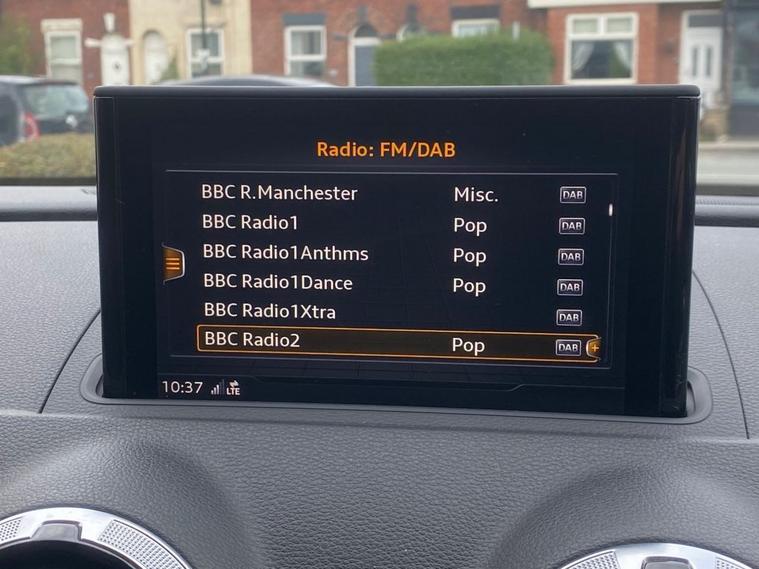 Radio: FM/DAB
BBC R.Manchester Misc. DAB
BBC Radio1 Pop DAB
BBC Radio1Anthms Pop DAB
BBC Radio1Dance Pop DAB
BBC Radio1Xtra DAB
BBC Radio2 Pop DAB +
10:37 LTE